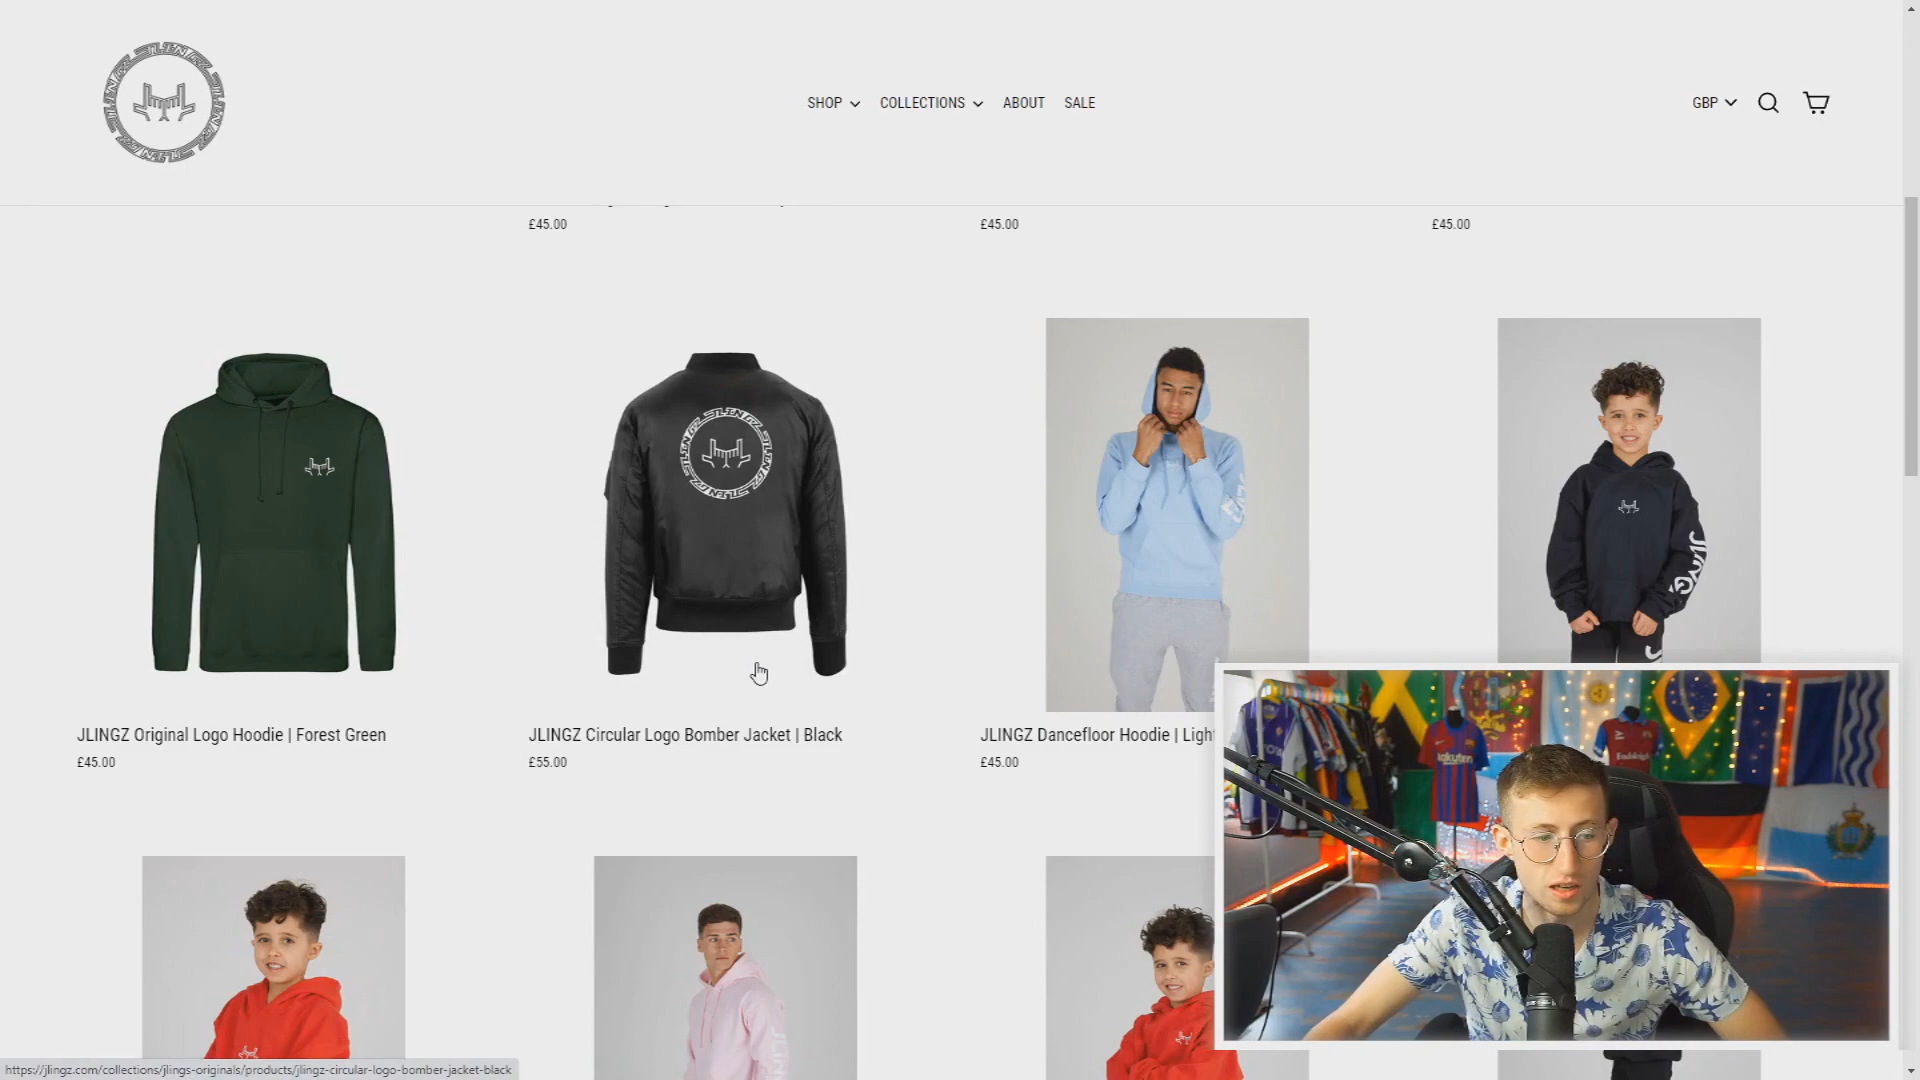 SHOP COLLECTIONS ABOUT SALE
GBP
£45.00 £45.00 £45.00
JLINGZ
JLINGZ Original Logo Hoodie | Forest Green
£45.00
JLINGZ Circular Logo Bomber Jacket | Black
£55.00
JLINGZ Dancefloor Hoodie | Light
£45.00
Rakuten
https://jlingz.com/collections/jlings-originals/products/jlingz-circular-logo-bomber-jacket-black